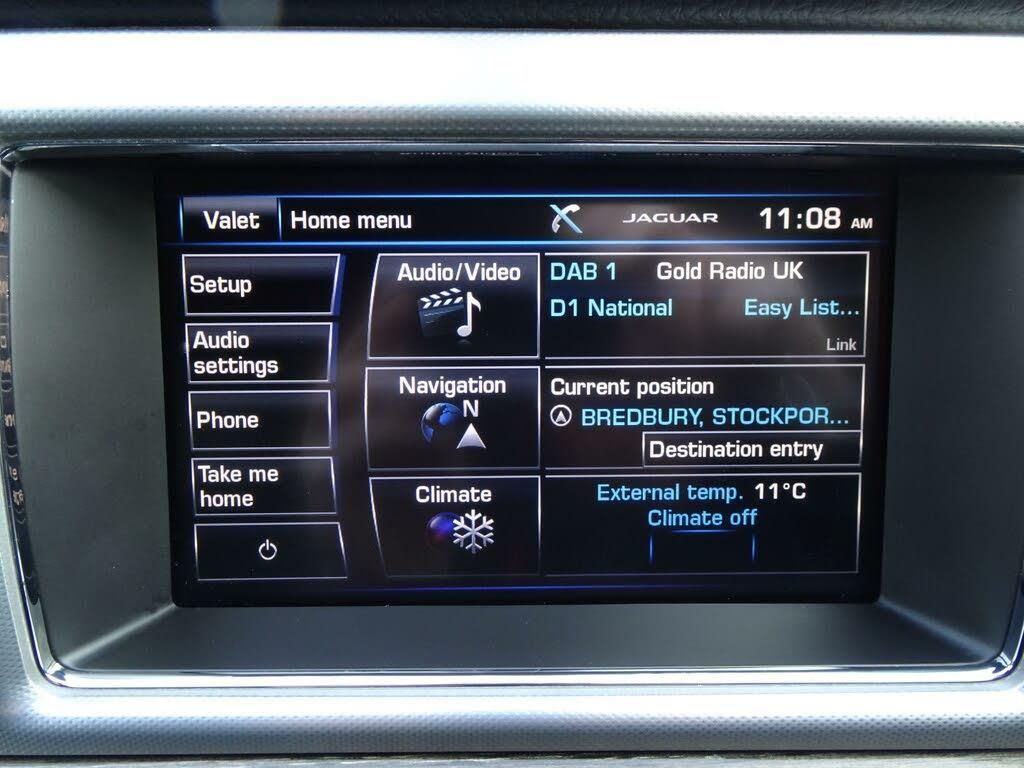 Valet Home menu JAGUAR 11:08 AM
Setup
Audio
settings
Phone
Take me
home
Audio/Video
DAB 1 Gold Radio UK
D1 National Easy List...
Link
Navigation
N
Current position
BREDBURY, STOCKPOR...
Destination entry
Climate
External temp. 11°C
Climate off